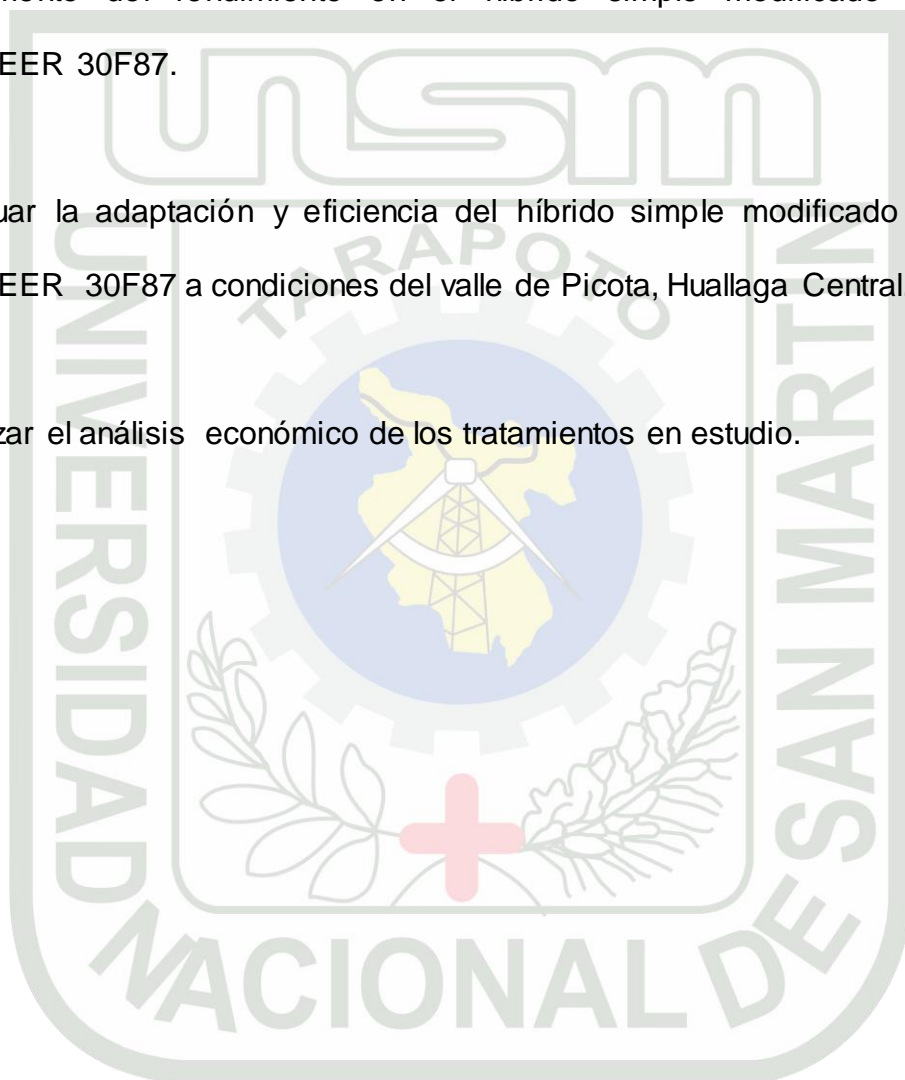 EER 30F87.
uar la adaptación y eficiencia del híbrido simple modificado
EER 30F87 a condiciones del valle de Picota, Huallaga Central
zar el análisis económico de los tratamientos en estudio.
unsm
TARAPOTO
UNIVERSIDAD NACIONAL DE SAN MARTIN